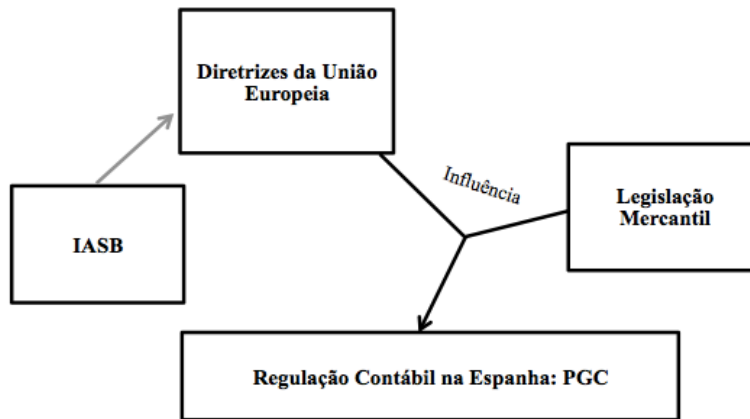 Diretrizes da União
Europeia
Influência
Legislação
Mercantil
IASB
Regulação Contábil na Espanha: PGC